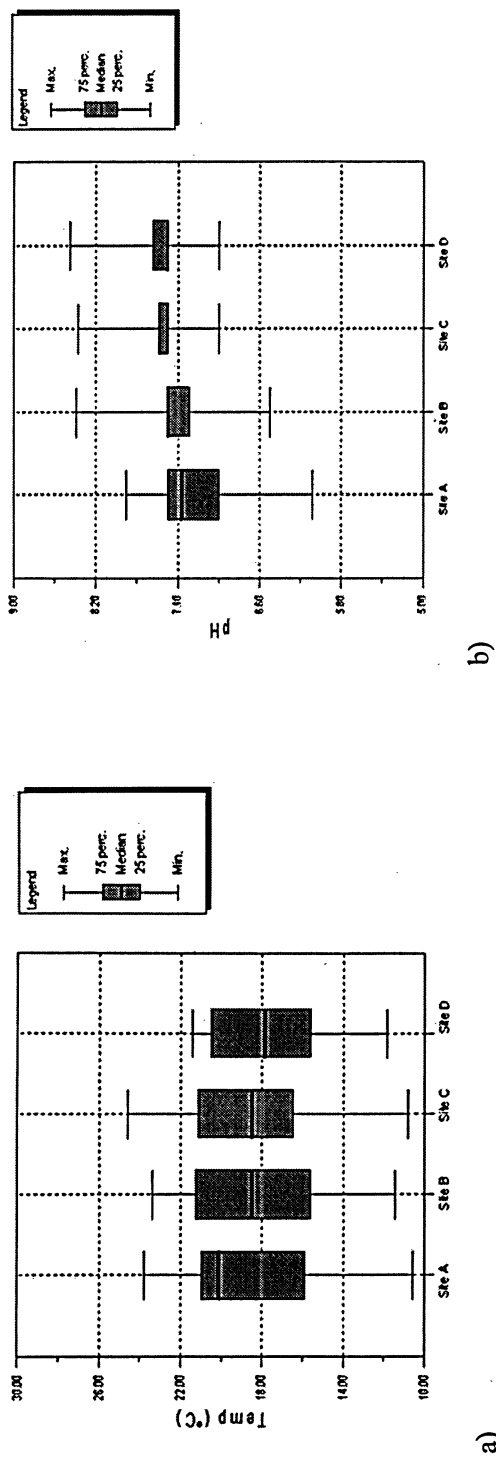 a)
Temp (°C)
30.00
26.00
22.00
18.00
14.00
10.00
Site A
Site B
Site C
Site D
Legend
Max.
75 perc.
Median
25 perc.
Min.
b)
pH
9.00
8.20
6.60
5.80
5.00
Site A
Site B
Site C
Site D
Legend
Max.
75 perc.
Median
25 perc.
Min.